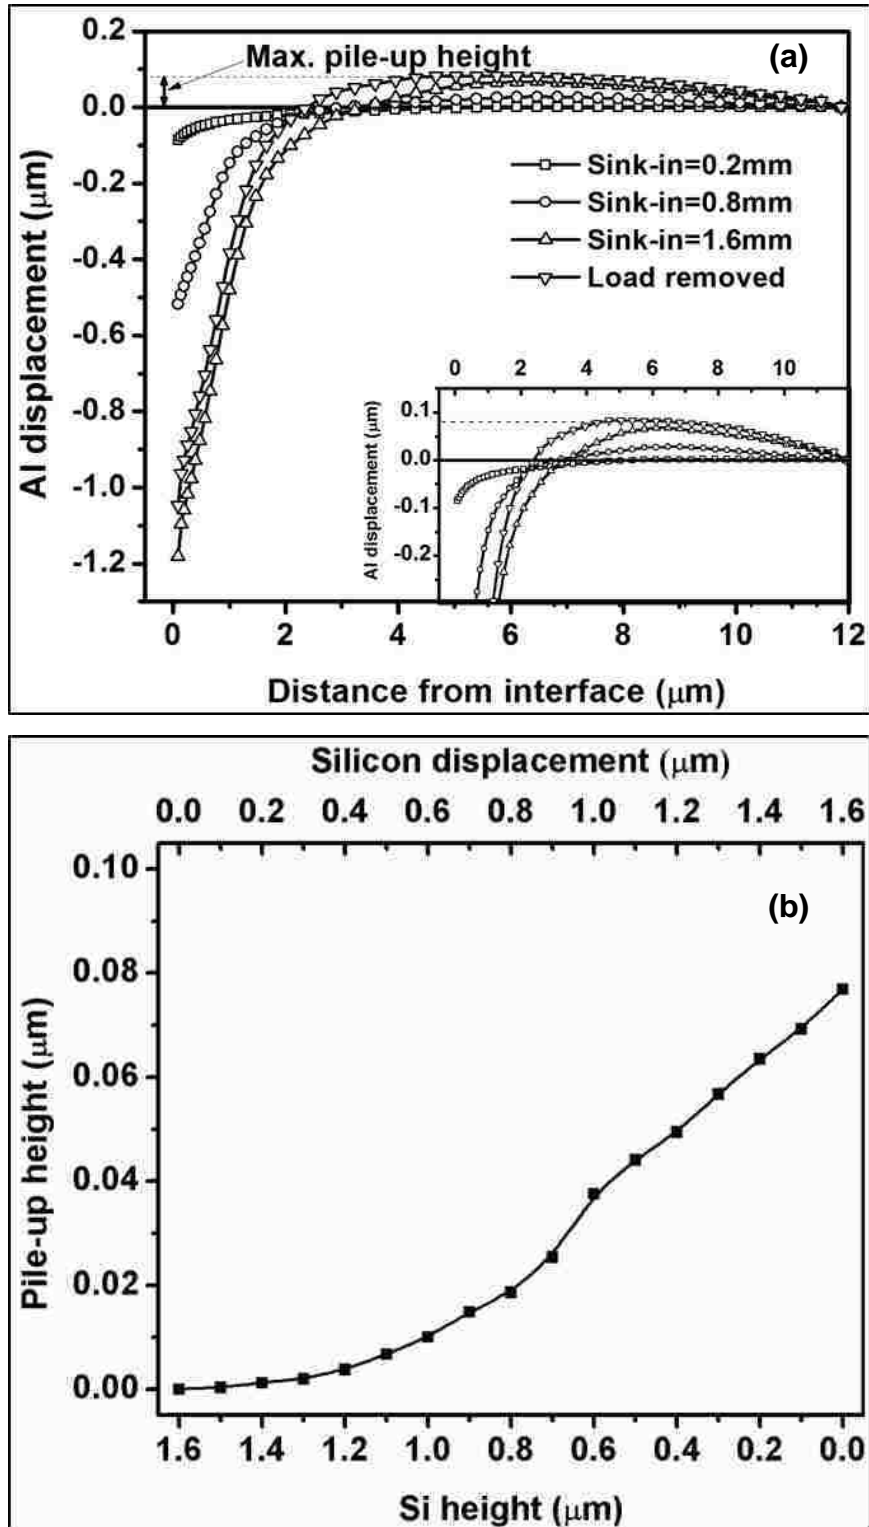 0.2
Max. pile-up height
(a)
0.0
Sink-in=0.2mm
-0.2
Sink-in=0.8mm
Sink-in=1.6mm
-0.4
Load removed
-0.6
-0.8
-1.0
-1.2
Al displacement (μm)
0 2 4 6 8 10
0.1
0.0
-0.1
-0.2
Al displacement (μm)
0 2 4 6 8 10 12
Distance from interface (μm)
Silicon displacement (μm)
0.0 0.2 0.4 0.6 0.8 1.0 1.2 1.4 1.6
0.10
(b)
0.08
0.06
0.04
0.02
0.00
Pile-up height (μm)
1.6 1.4 1.2 1.0 0.8 0.6 0.4 0.2 0.0
Si height (μm)